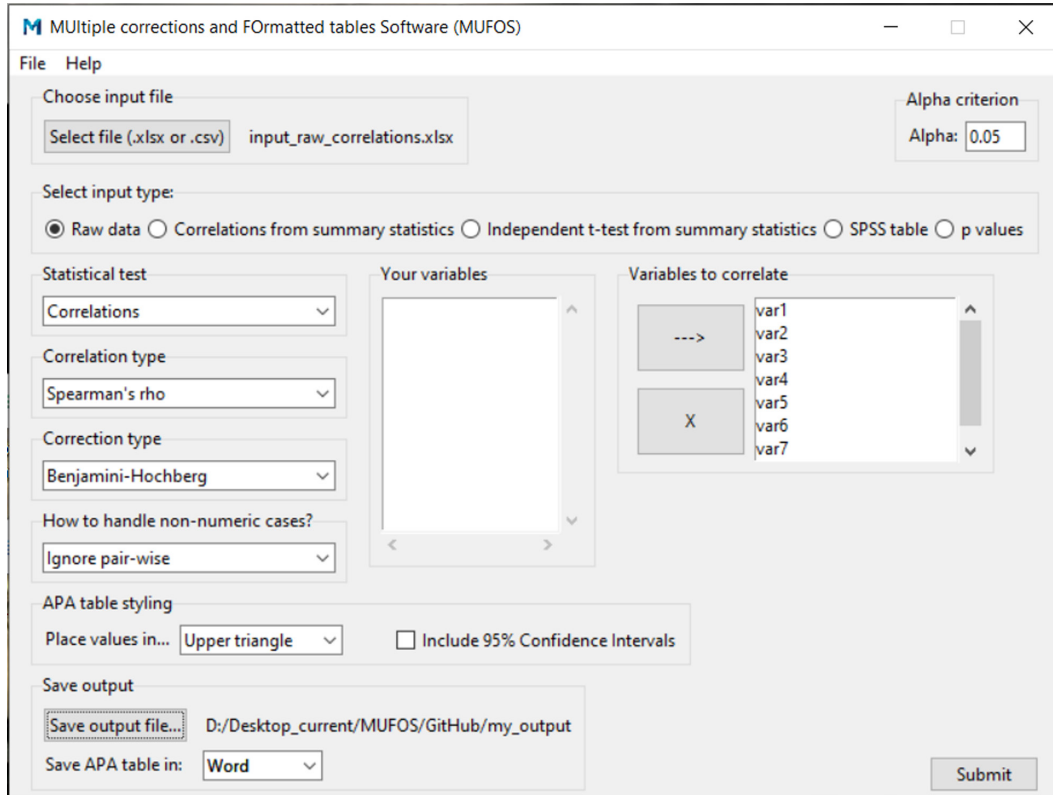 MUltiple corrections and FOrmatted tables Software (MUFOS)
File Help
Choose input file
Select file (.xlsx or .csv) input_raw_correlations.xlsx
Alpha criterion
Alpha: 0.05
Select input type:
Raw data Correlations from summary statistics Independent t-test from summary statistics SPSS table p values
Statistical test
Correlations
Correlation type
Spearman's rho
Correction type
Benjamini-Hochberg
How to handle non-numeric cases?
Ignore pair-wise
Your variables
Variables to correlate
--->
X
var1
var2
var3
var4
var5
var6
var7
APA table styling
Place values in... Upper triangle Include 95% Confidence Intervals
Save output
Save output file... D:/Desktop_current/MUFOS/GitHub/my_output
Save APA table in: Word
Submit